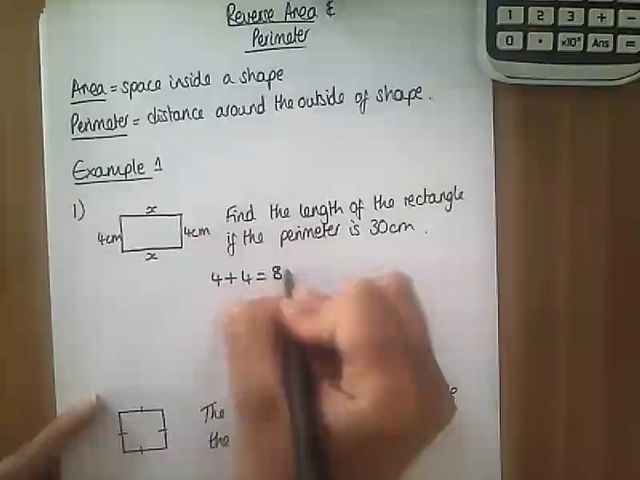 Reverse Area &
Perimeter
Area = space inside a shape
Perimeter = distance around the outside of shape.
Example 1
1)
x
4cm
4cm
x
Find the length of the rectangle
if the perimeter is 30cm.
4+4=8
The
the
1 2 3 + −
0 . ×10ˣ Ans =